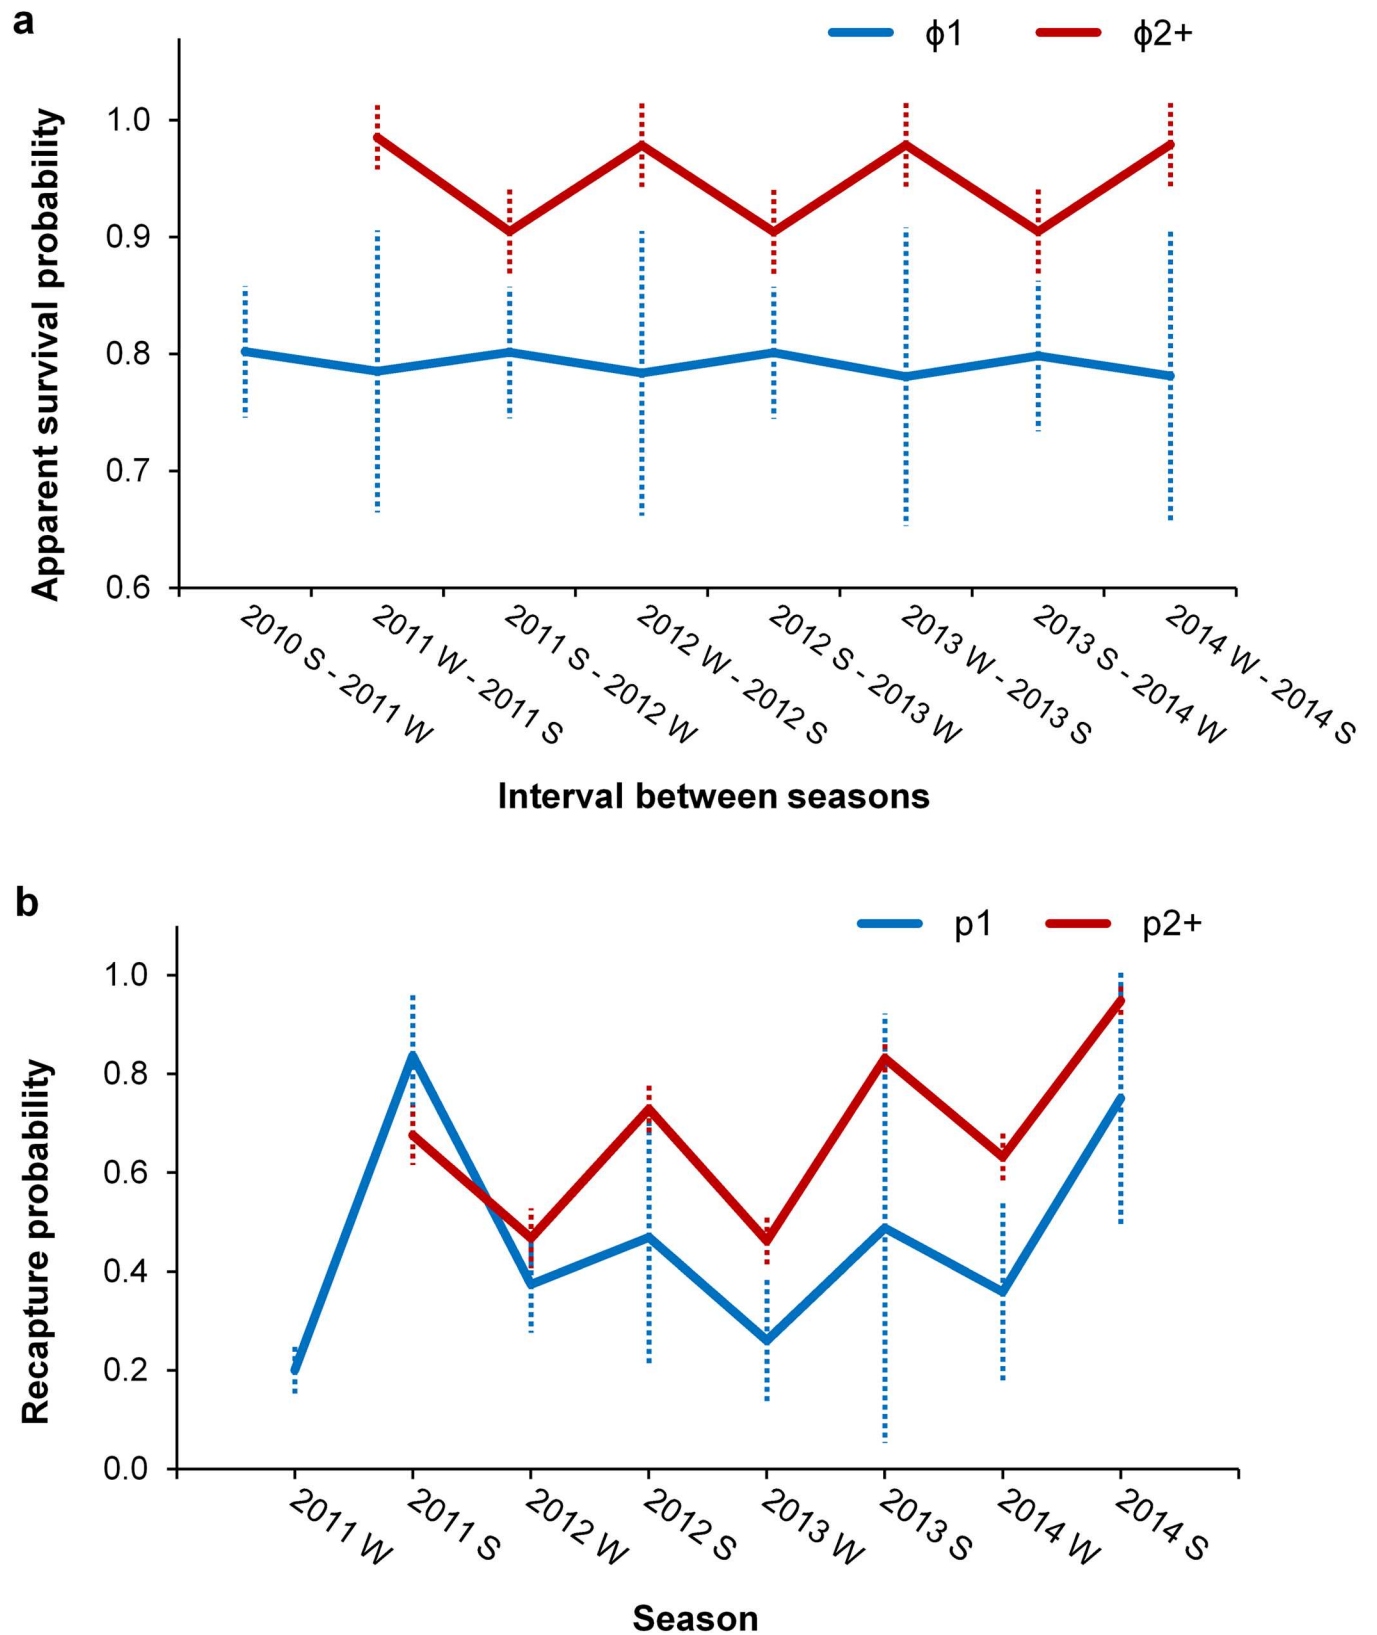 a
ϕ1 ϕ2+
Apparent survival probability
1.0
0.9
0.8
0.7
0.6
2010 S - 2011 W
2011 W - 2011 S
2011 S - 2012 W
2012 W - 2012 S
2012 S - 2013 W
2013 W - 2013 S
2013 S - 2014 W
2014 W - 2014 S
Interval between seasons
b
p1 p2+
Recapture probability
1.0
0.8
0.6
0.4
0.2
0.0
2011 W
2011 S
2012 W
2012 S
2013 W
2013 S
2014 W
2014 S
Season